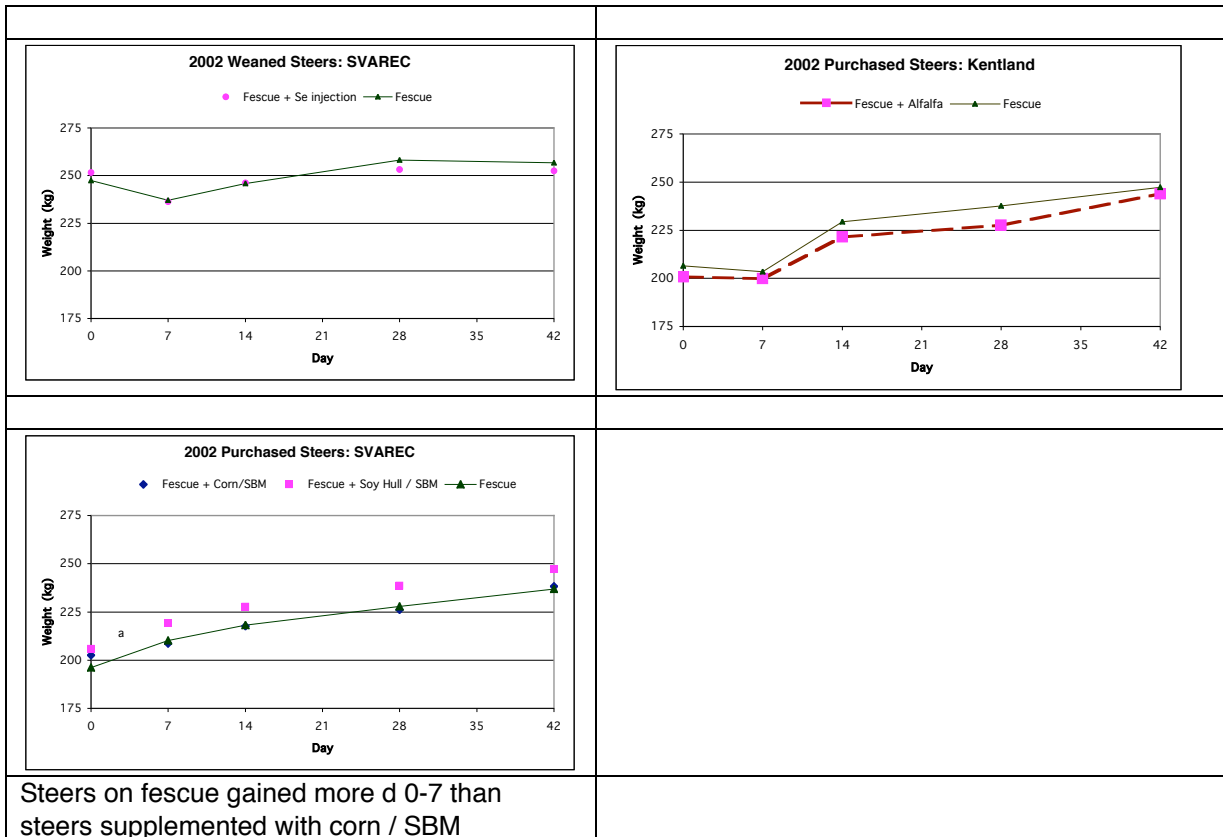 2002 Weaned Steers: SVAREC
Fescue + Se injection Fescue
275
250
225
200
175
Weight (kg)
0 7 14 21 28 35 42
Day
2002 Purchased Steers: Kentland
Fescue + Alfalfa Fescue
275
250
225
200
175
Weight (kg)
0 7 14 21 28 35 42
Day
2002 Purchased Steers: SVAREC
Fescue + Corn/SBM Fescue + Soy Hull / SBM Fescue
275
250
225
200
175
Weight (kg)
a
0 7 14 21 28 35 42
Day
Steers on fescue gained more d 0-7 than
steers supplemented with corn / SBM